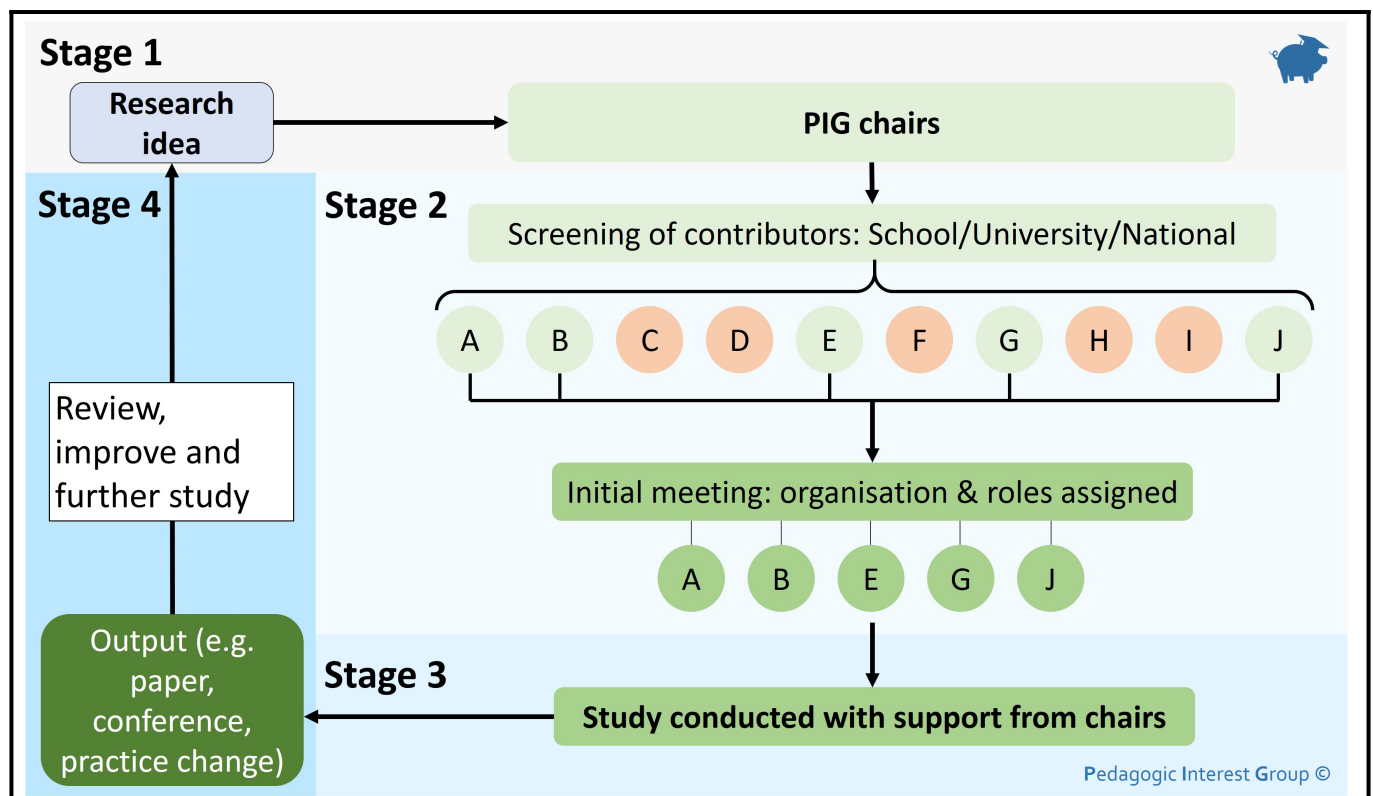 Stage 1
Research
idea
PIG chairs
Stage 2
Screening of contributors: School/University/National
A B C D E F G H I J
Initial meeting: organisation & roles assigned
A B E G J
Stage 3
Study conducted with support from chairs
Stage 4
Output (e.g.
paper,
conference,
practice change)
Review,
improve and
further study
Pedagogic Interest Group ©